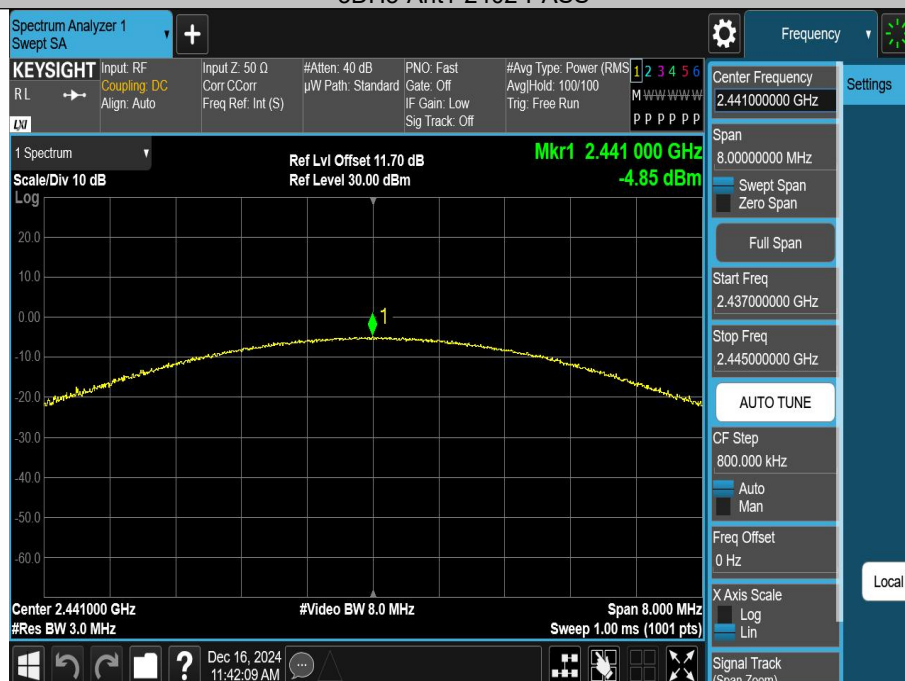 Spectrum Analyzer 1
Swept SA
+
Frequency
KEYSIGHT
RL
LXI
Input: RF
Coupling: DC
Align: Auto
Input Z: 50 Ω
Corr CCorr
Freq Ref: Int (S)
#Atten: 40 dB
µW Path: Standard
PNO: Fast
Gate: Off
IF Gain: Low
Sig Track: Off
#Avg Type: Power (RMS
Avg|Hold: 100/100
Trig: Free Run
1 2 3 4 5 6
M W W W W W
P P P P P P
1 Spectrum
Scale/Div 10 dB
Log
Ref Lvl Offset 11.70 dB
Ref Level 30.00 dBm
Mkr1 2.441 000 GHz
-4.85 dBm
20.0
10.0
0.00
-10.0
-20.0
-30.0
-40.0
-50.0
-60.0
1
Center 2.441000 GHz
#Res BW 3.0 MHz
#Video BW 8.0 MHz
Span 8.000 MHz
Sweep 1.00 ms (1001 pts)
?
Dec 16, 2024
11:42:09 AM
Center Frequency
2.441000000 GHz
Settings
Span
8.00000000 MHz
Swept Span
Zero Span
Full Span
Start Freq
2.437000000 GHz
Stop Freq
2.445000000 GHz
AUTO TUNE
CF Step
800.000 kHz
Auto
Man
Freq Offset
0 Hz
X Axis Scale
Log
Lin
Local
Signal Track
(Span Zoom)